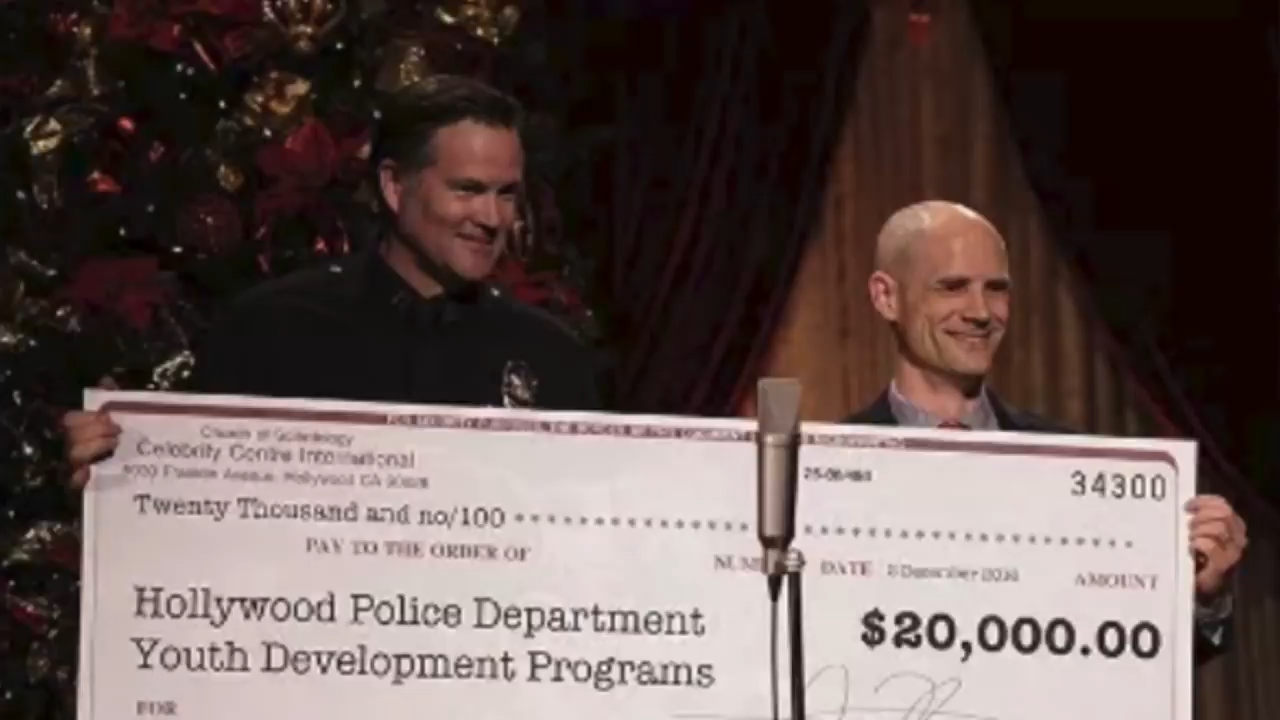 Church of Scientology
Celebrity Centre International
Hollywood CA
34300
Twenty Thousand and no/100
PAY TO THE ORDER OF
DATE
AMOUNT
Hollywood Police Department
$20,000.00
Youth Development Programs
FOR